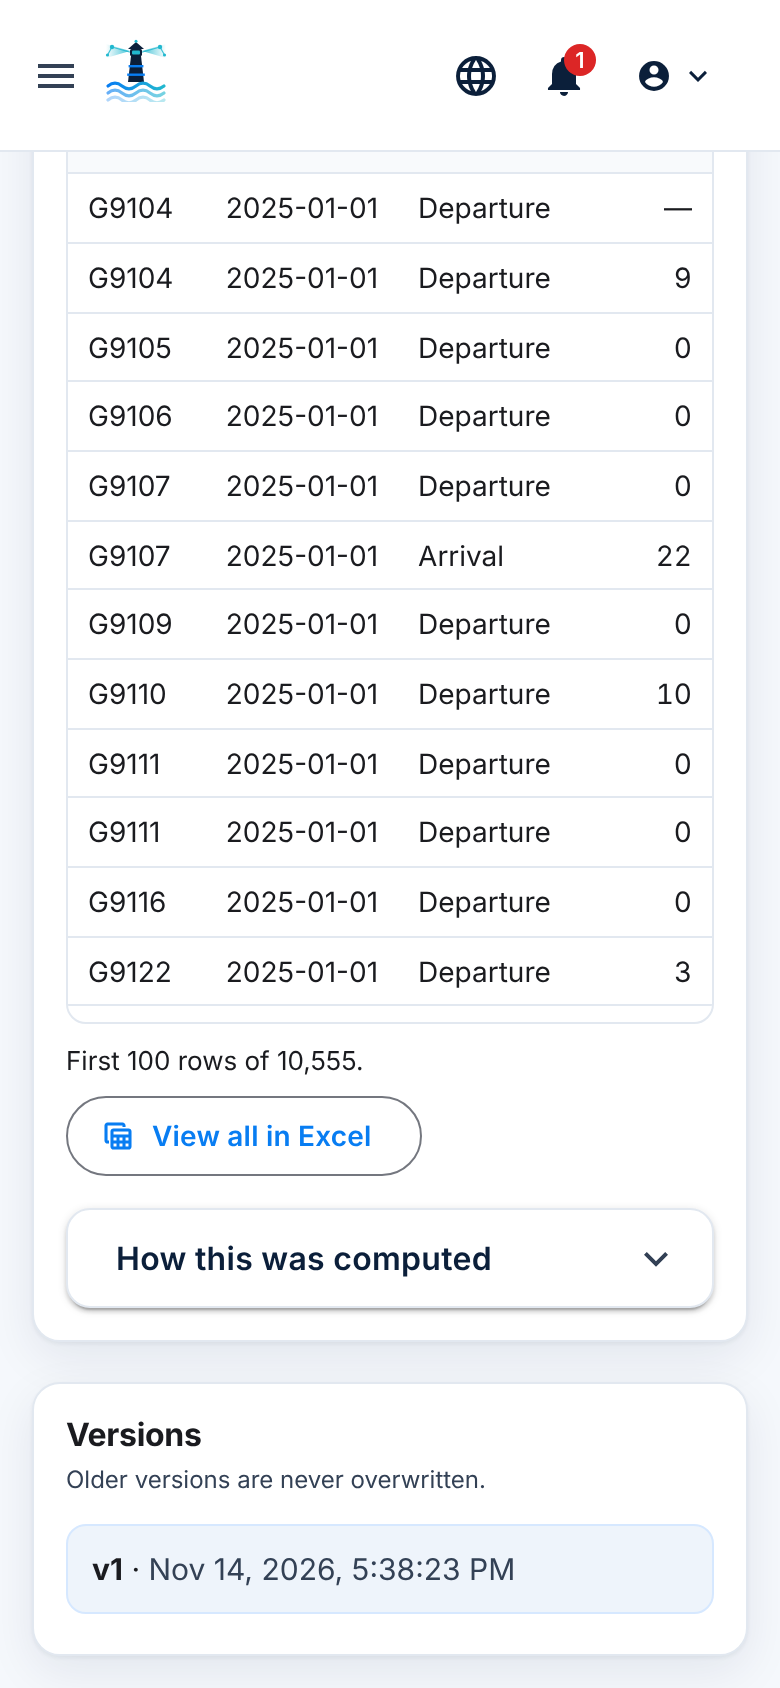 1
G9104 2025-01-01 Departure —
G9104 2025-01-01 Departure 9
G9105 2025-01-01 Departure 0
G9106 2025-01-01 Departure 0
G9107 2025-01-01 Departure 0
G9107 2025-01-01 Arrival 22
G9109 2025-01-01 Departure 0
G9110 2025-01-01 Departure 10
G9111 2025-01-01 Departure 0
G9111 2025-01-01 Departure 0
G9116 2025-01-01 Departure 0
G9122 2025-01-01 Departure 3
First 100 rows of 10,555.
View all in Excel
How this was computed
Versions
Older versions are never overwritten.
v1 · Nov 14, 2026, 5:38:23 PM